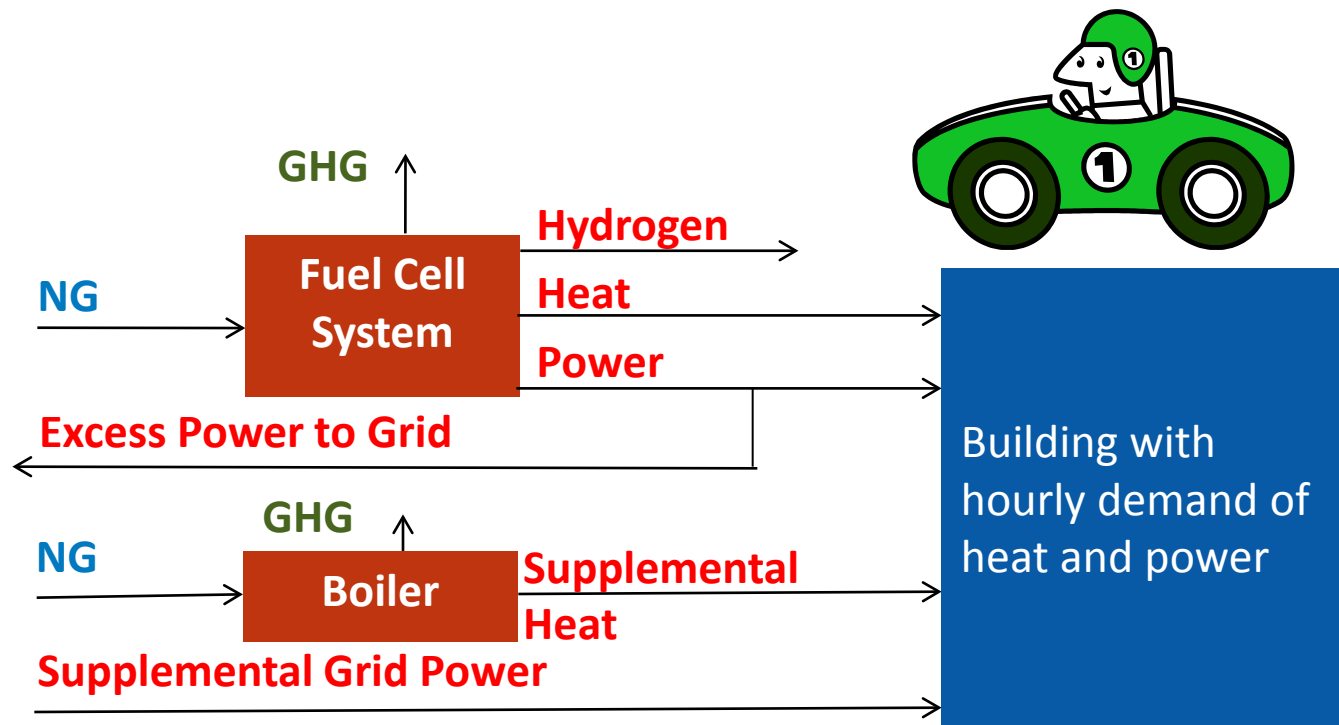 1
1
GHG
Hydrogen
Fuel Cell
System
NG
Heat
Power
Excess Power to Grid
Building with
hourly demand of
heat and power
GHG
NG
Boiler
Supplemental
Heat
Supplemental Grid Power